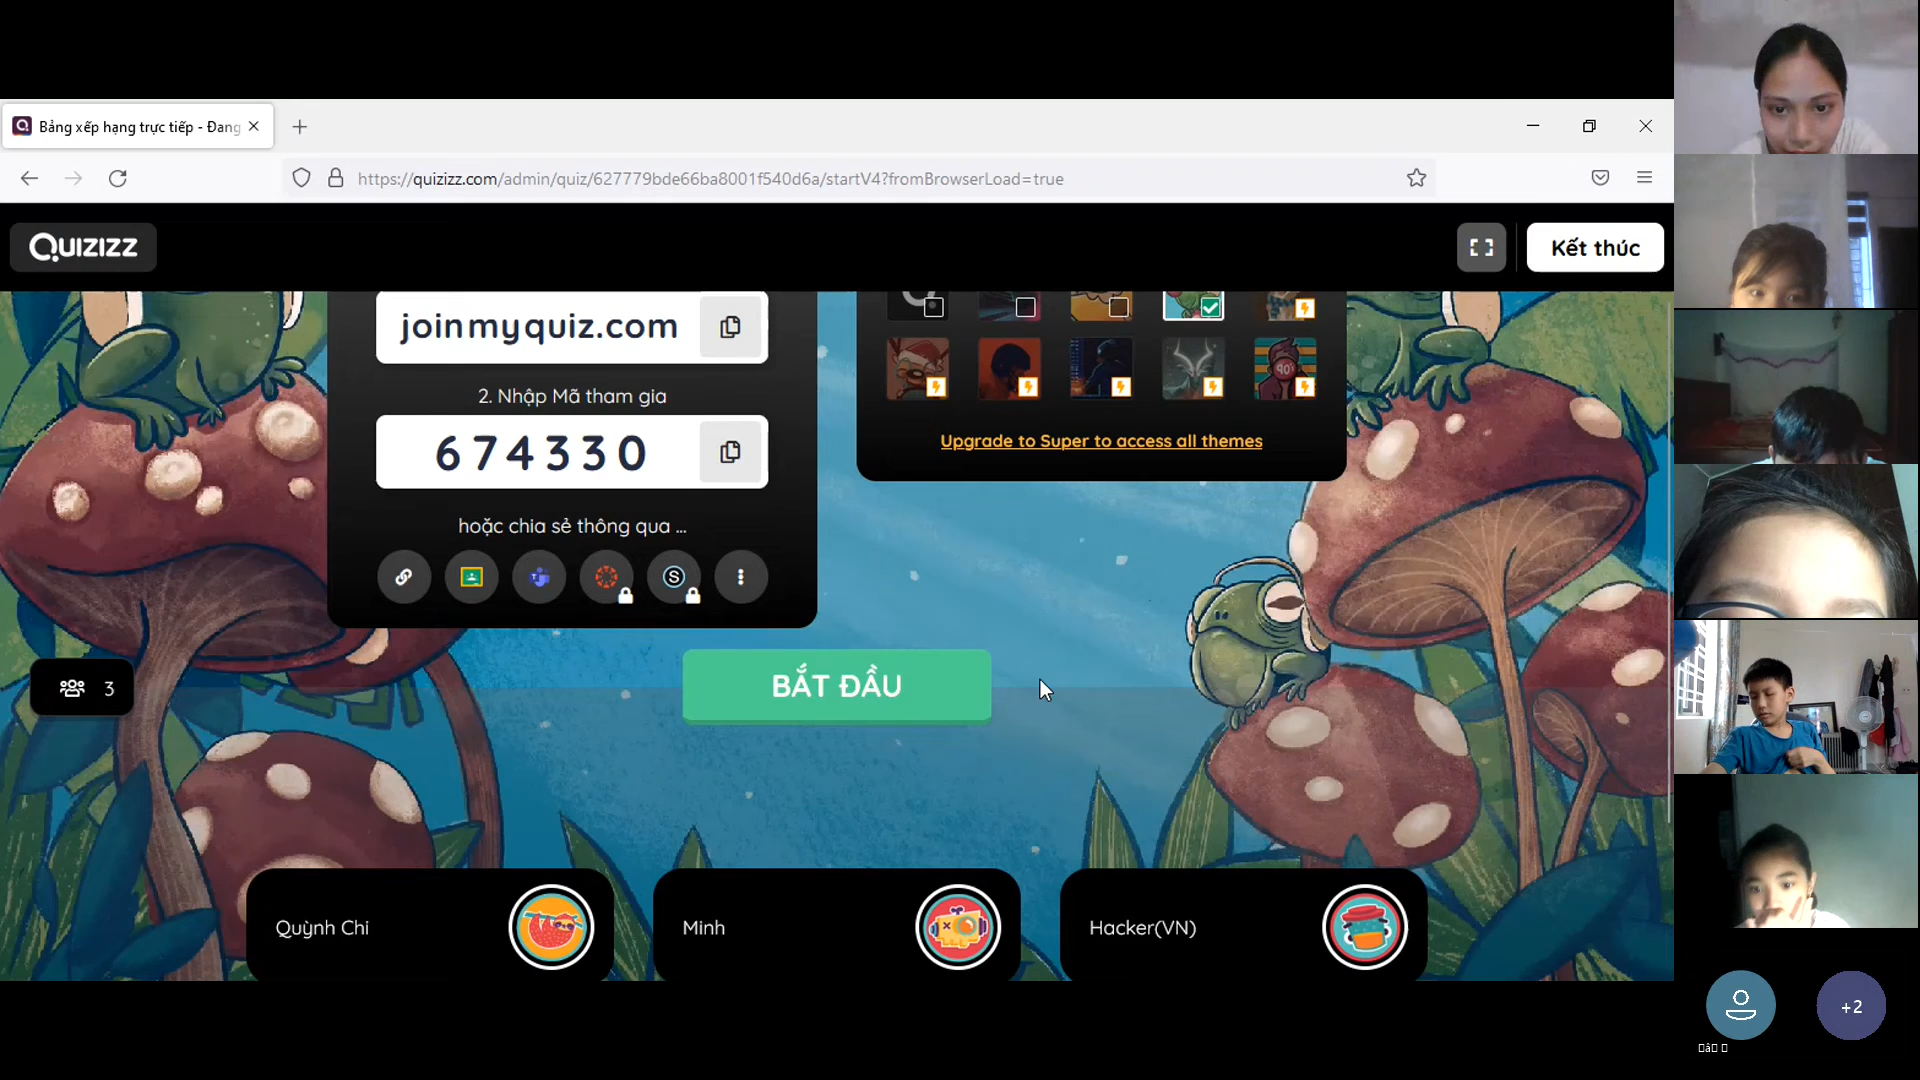 Bảng xếp hạng trực tiếp - Đang
https://quizizz.com/admin/quiz/627779bde66ba8001f540d6a/startV4?fromBrowserLoad=true
QUIZIZZ
Kết thúc
joinmyquiz.com
2. Nhập Mã tham gia
674330
hoặc chia sẻ thông qua ...
90's
Upgrade to Super to access all themes
3
BẮT ĐẦU
Quỳnh Chi
Minh
Hacker(VN)
+2